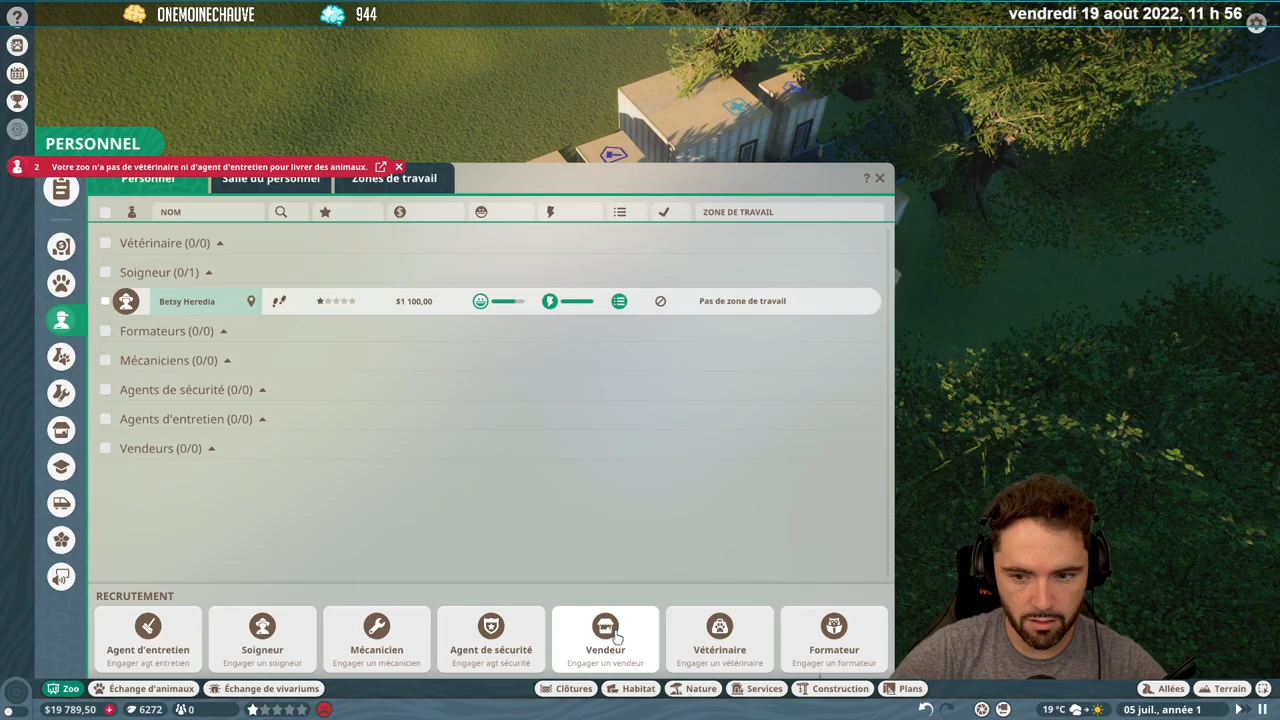 ONEMOINECHAUVE
944
vendredi 19 août 2022, 11 h 56
PERSONNEL
2 Votre zoo n'a pas de vétérinaire ni d'agent d'entretien pour livrer des animaux.
Personnel Salle du personnel Zones de travail
?
NOM ZONE DE TRAVAIL
Vétérinaire (0/0)
Soigneur (0/1)
Betsy Heredia $1 100,00 Pas de zone de travail
Formateurs (0/0)
Mécaniciens (0/0)
Agents de sécurité (0/0)
Agents d'entretien (0/0)
Vendeurs (0/0)
RECRUTEMENT
Agent d'entretien Soigneur Mécanicien Agent de sécurité Vendeur Vétérinaire Formateur
Engager agt entretien Engager un soigneur Engager un mécanicien Engager agt sécurité Engager un vendeur Engager un vétérinaire Engager un formateur
Zoo Échange d'animaux Échange de vivariums Clôtures Habitat Nature Services Construction Plans Allées Terrain
$19 789,50 6272 0 19 °C 05 juil., année 1